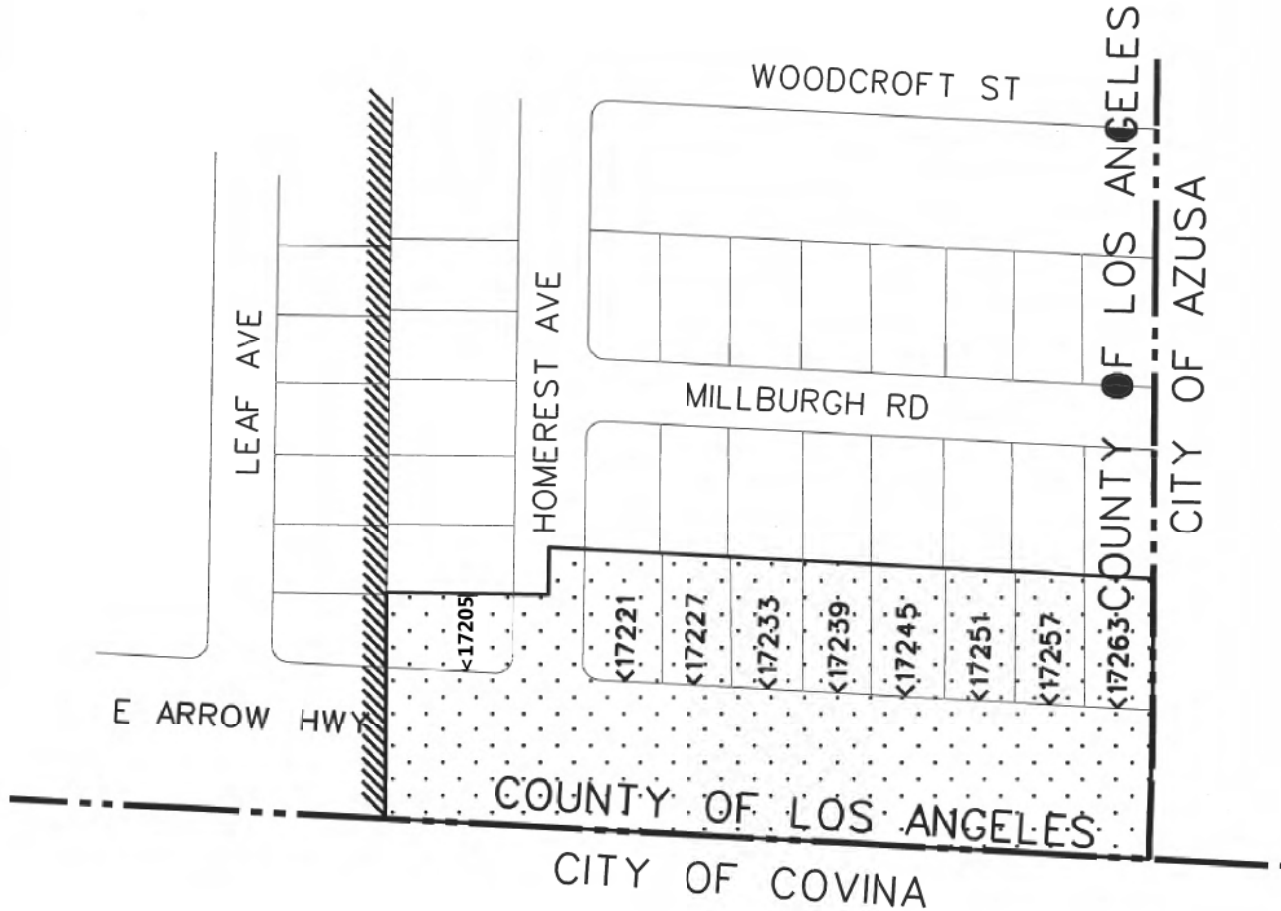 WOODCROFT ST
COUNTY OF LOS ANGELES
CITY OF AZUSA
LEAF AVE
HOMEREST AVE
MILLBURGH RD
<17205
<17221
<17227
<17233
<17239
<17245
<17251
<17257
<17263
E ARROW HWY
COUNTY OF LOS ANGELES
CITY OF COVINA